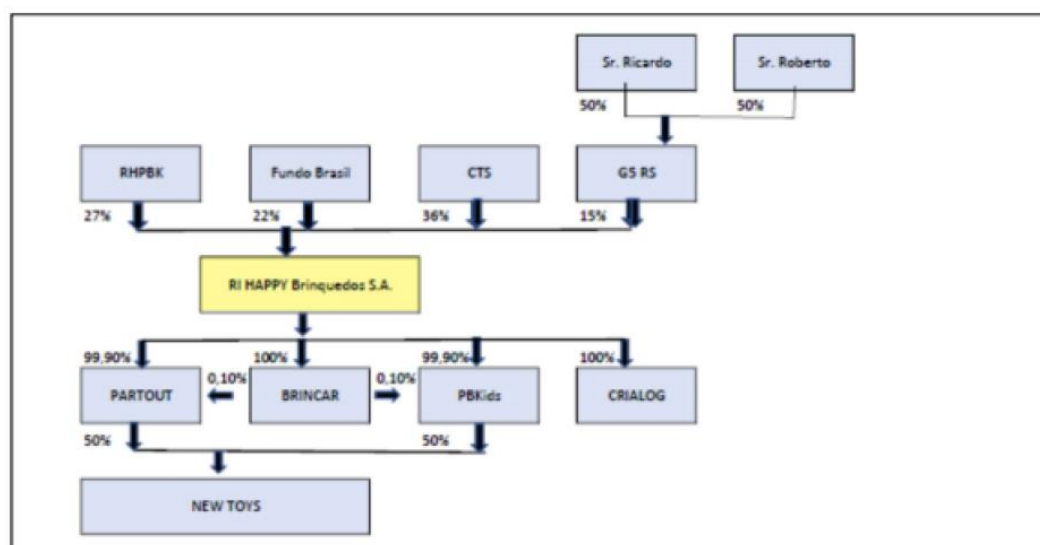 Sr. Ricardo Sr. Roberto
50% 50%
RHPBK Fundo Brasil CTS G5 RS
27% 22% 36% 15%
RI HAPPY Brinquedos S.A.
99,90% 100% 99,90% 100%
0,10% 0,10%
PARTOUT BRINCAR PBKids CRIALOG
50% 50%
NEW TOYS